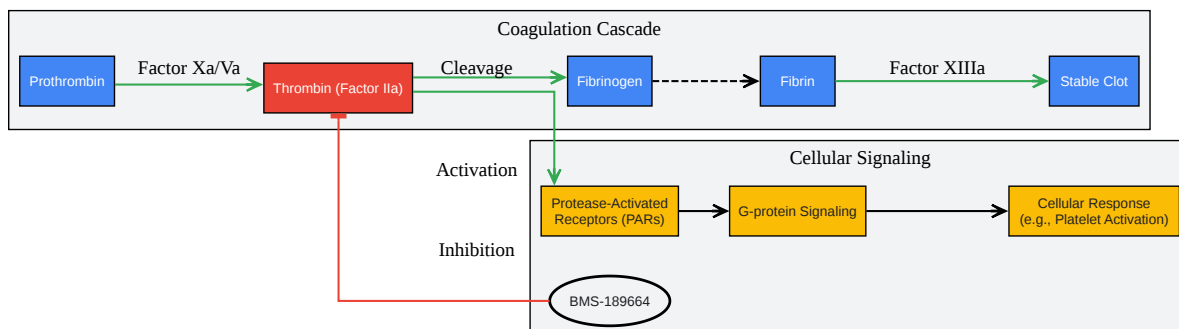 Coagulation Cascade
Prothrombin
Factor Xa/Va
Thrombin (Factor IIa)
Cleavage
Fibrinogen
Fibrin
Factor XIIIa
Stable Clot
Cellular Signaling
Activation
Protease-Activated
Receptors (PARs)
G-protein Signaling
Cellular Response
(e.g., Platelet Activation)
Inhibition
BMS-189664